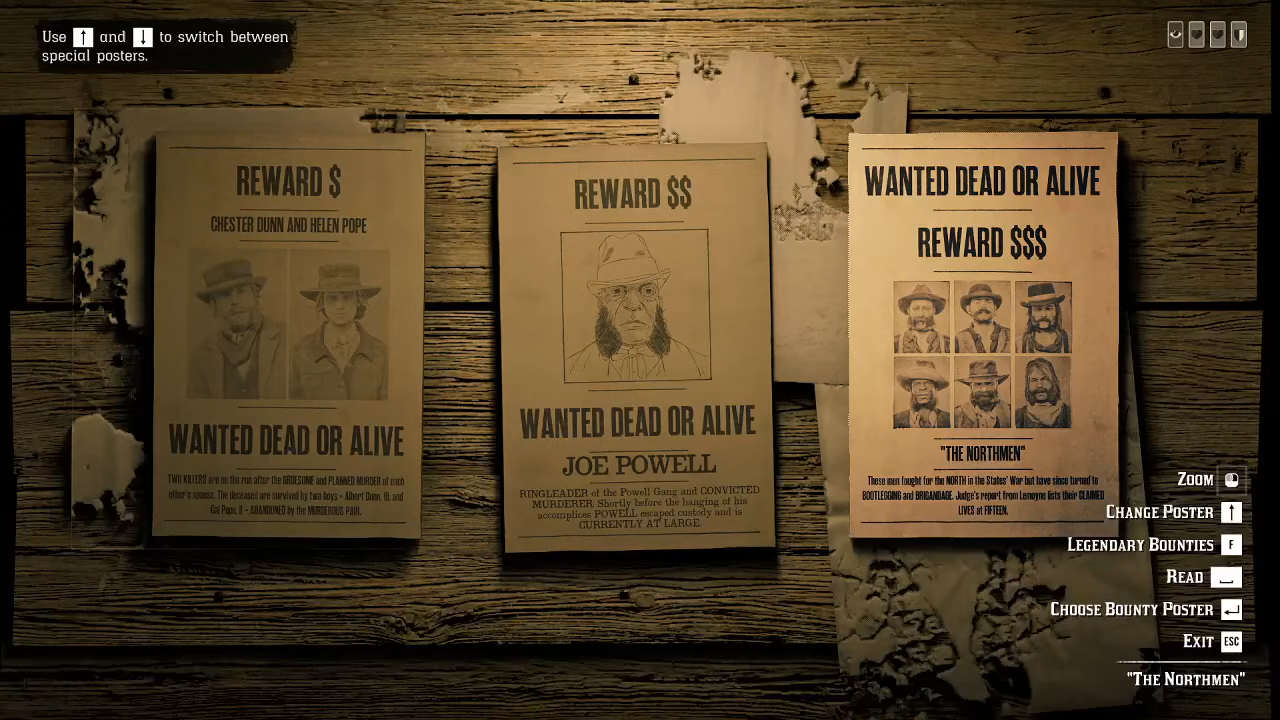 Use ↑ and ↓ to switch between
special posters.
REWARD $
CHESTER DUNN AND HELEN POPE
WANTED DEAD OR ALIVE
TWO KILLERS are on the run after the GRUESOME and PLANNED MURDER of each
other's spouse. The deceased are survived by two boys - Albert Dunn, 10, and
Cal Pope, 8 - ABANDONED by the MURDEROUS PAIR.
REWARD $$
WANTED DEAD OR ALIVE
JOE POWELL
RINGLEADER of the Powell Gang and CONVICTED
MURDERER. Shortly before the hanging of his
accomplices POWELL escaped custody and is
CURRENTLY AT LARGE.
WANTED DEAD OR ALIVE
REWARD $$$
"THE NORTHMEN"
These men fought for the NORTH in the States' War but have since turned to
BOOTLEGGING and BRIGANDAGE. Judge's report from Lemoyne lists their CLAIMED
LIVES at FIFTEEN.
ZOOM
CHANGE POSTER ↑
LEGENDARY BOUNTIES F
READ
CHOOSE BOUNTY POSTER
EXIT ESC
"THE NORTHMEN"